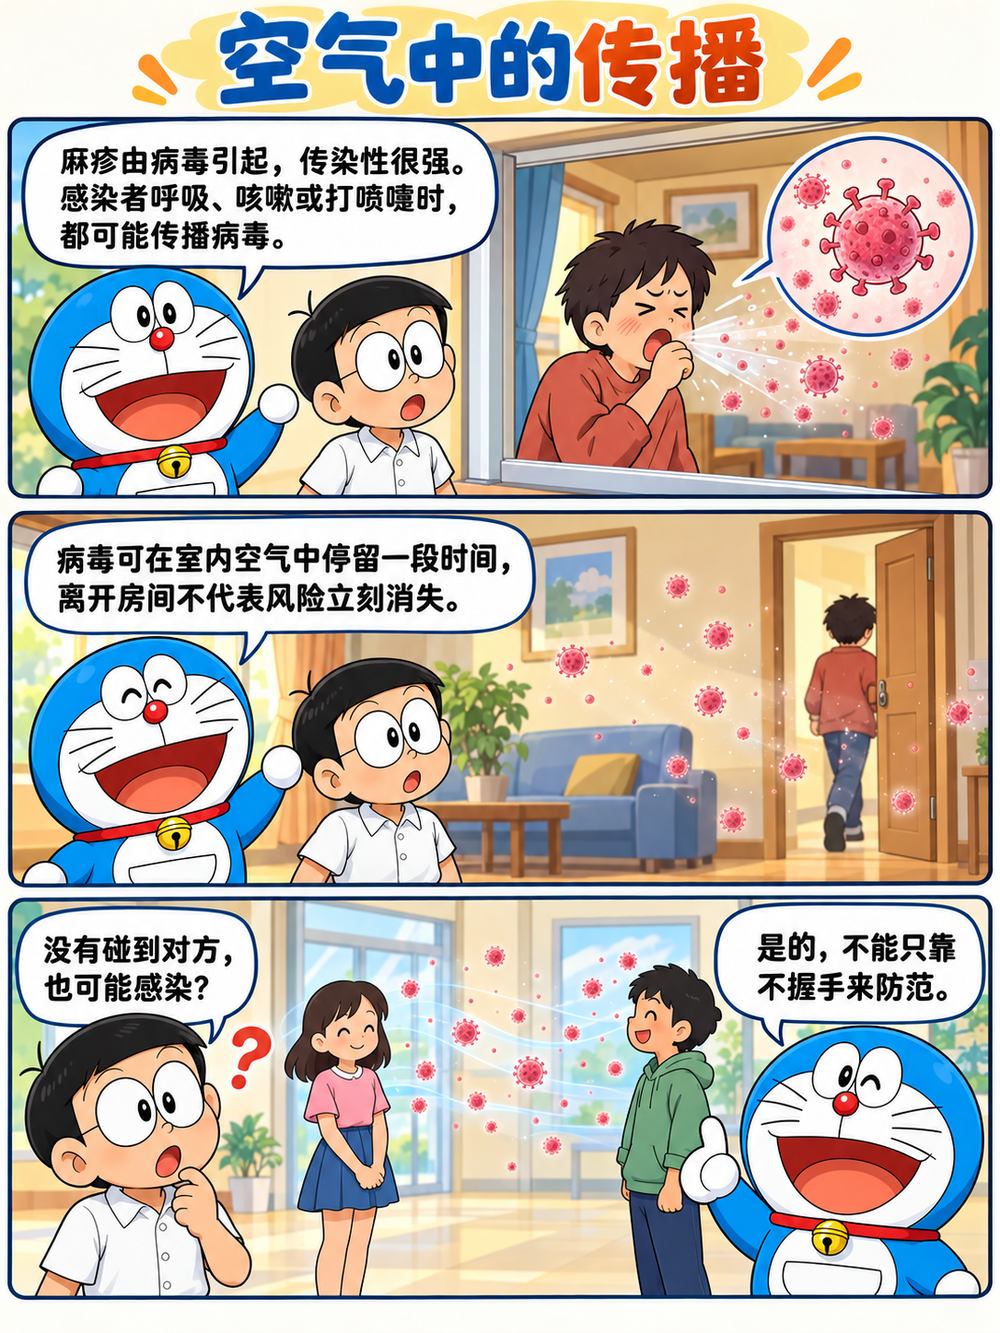 空气中的传播
麻疹由病毒引起，传染性很强。
感染者呼吸、咳嗽或打喷嚏时，
都可能传播病毒。
病毒可在室内空气中停留一段时间，
离开房间不代表风险立刻消失。
没有碰到对方，
也可能感染？
?
是的，不能只靠
不握手来防范。